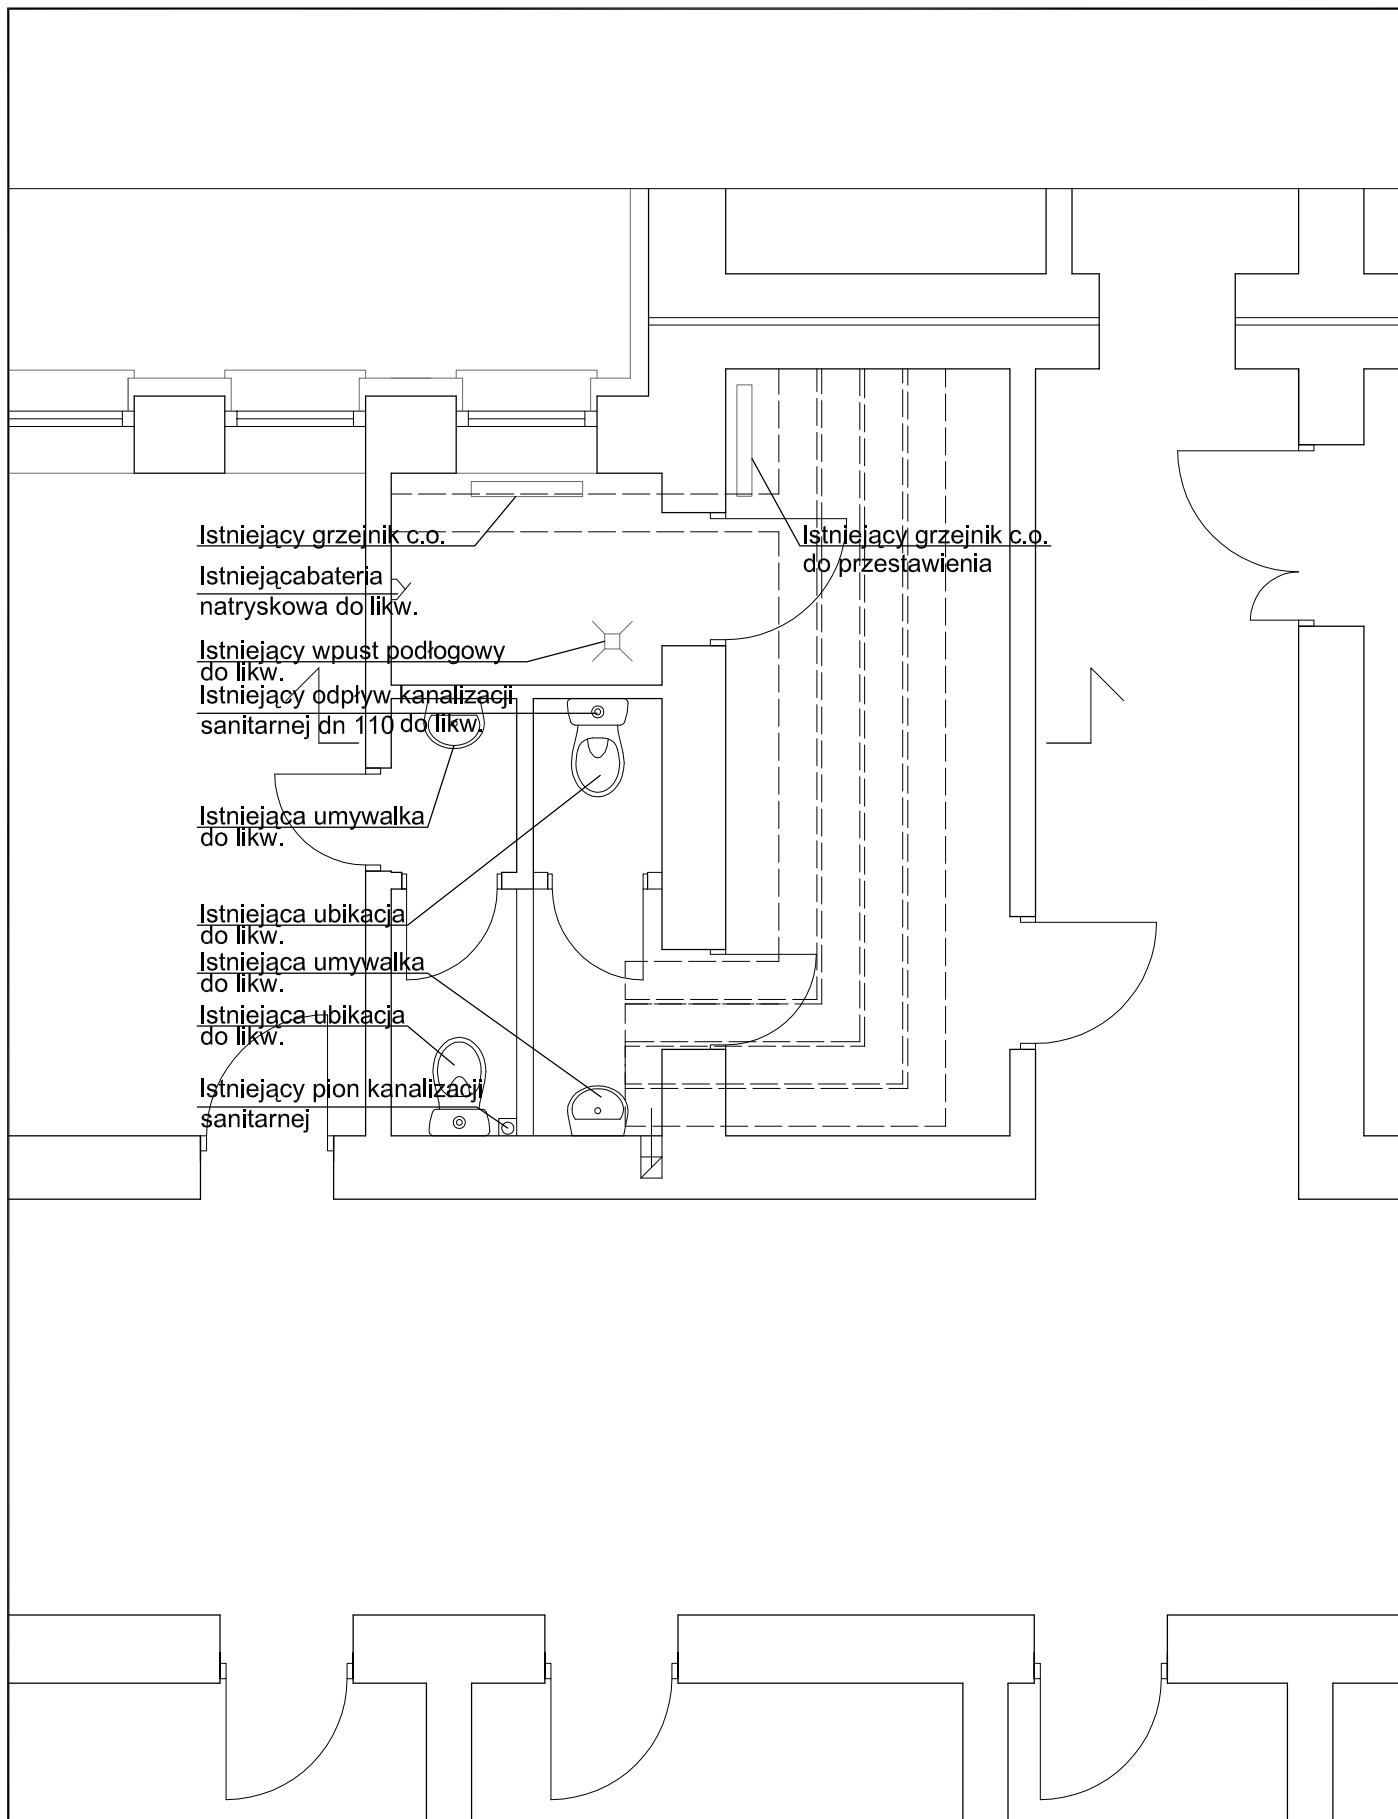 Istniejący grzejnik c.o.
Istniejący grzejnik c.o.
do przestawienia
Istniejącabateria
natryskowa do likw.
Istniejący wpust podłogowy
do likw.
Istniejący odpływ kanalizacji
sanitarnej dn 110 do likw.
Istniejąca umywalka
do likw.
Istniejąca ubikacja
do likw.
Istniejąca umywalka
do likw.
Istniejąca ubikacja
do likw.
Istniejący pion kanalizacji
sanitarnej